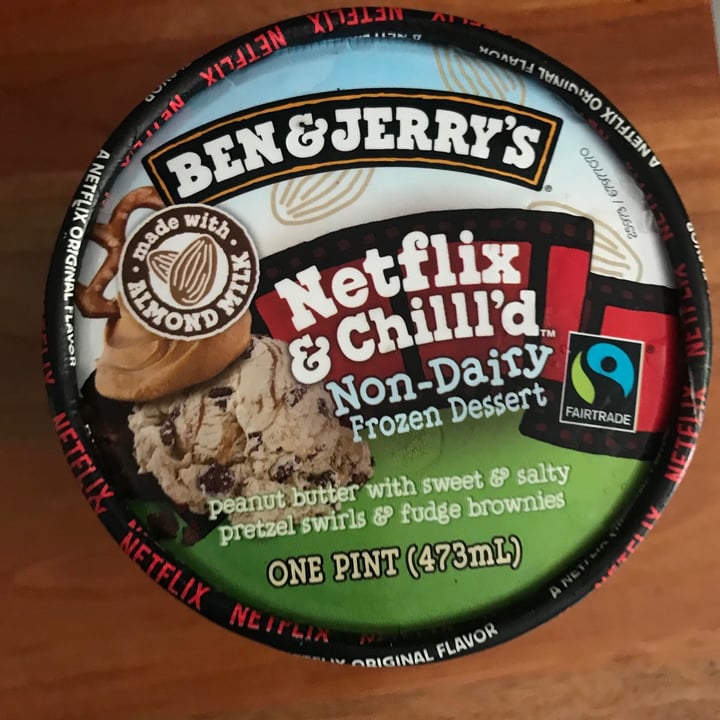 BEN & JERRY'S
made with
ALMOND MILK
Netflix
& Chilll'd™
Non-Dairy
Frozen Dessert
FAIRTRADE
peanut butter with sweet & salty
pretzel swirls & fudge brownies
ONE PINT (473mL)
A NETFLIX ORIGINAL FLAVOR
NETFLIX
NETFLIX
NETFLIX
NETFLIX
A NETFLIX ORIGINAL FLAVOR
NETFLIX
NETFLIX
ORIGINAL FLAVOR